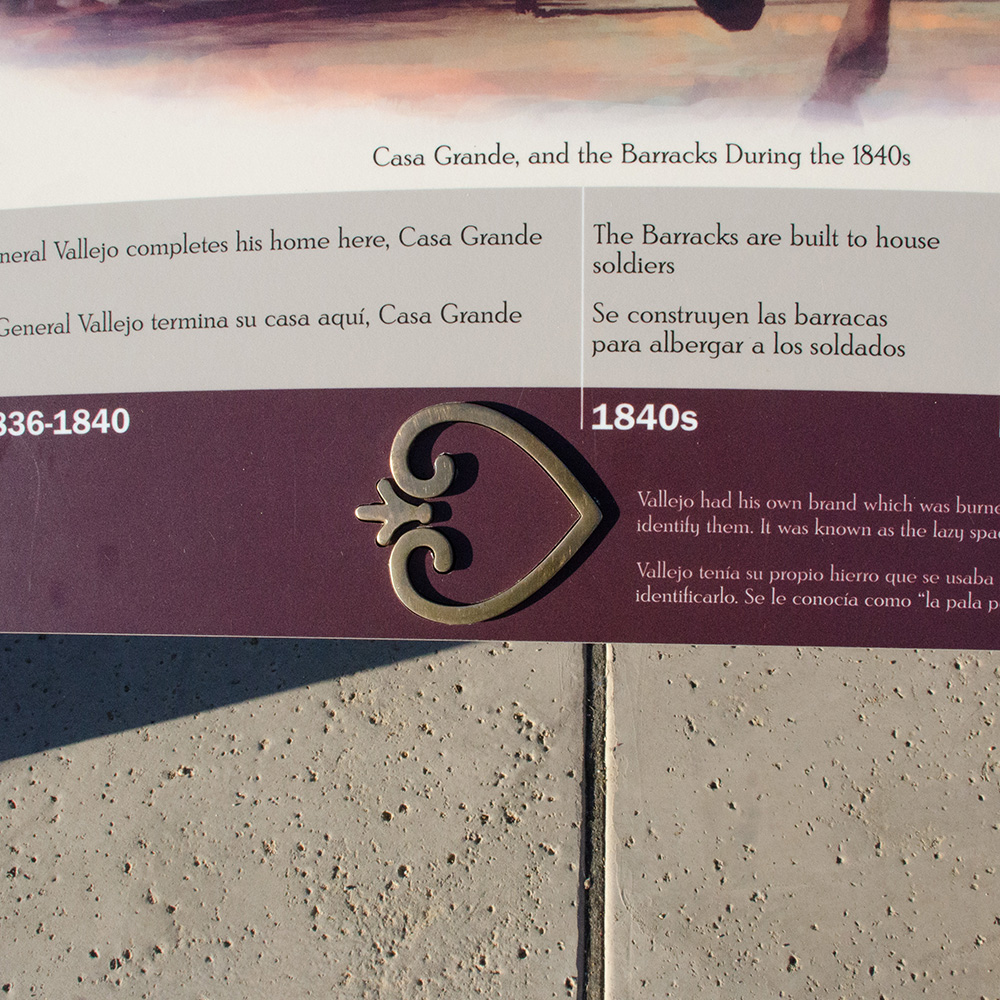 Casa Grande, and the Barracks During the 1840s
neral Vallejo completes his home here, Casa Grande
General Vallejo termina su casa aquí, Casa Grande
836-1840
The Barracks are built to house
soldiers
Se construyen las barracas
para albergar a los soldados
1840s
Vallejo had his own brand which was burne
identify them. It was known as the lazy spa
Vallejo tenía su propio hierro que se usaba
identificarlo. Se le conocía como “la pala p